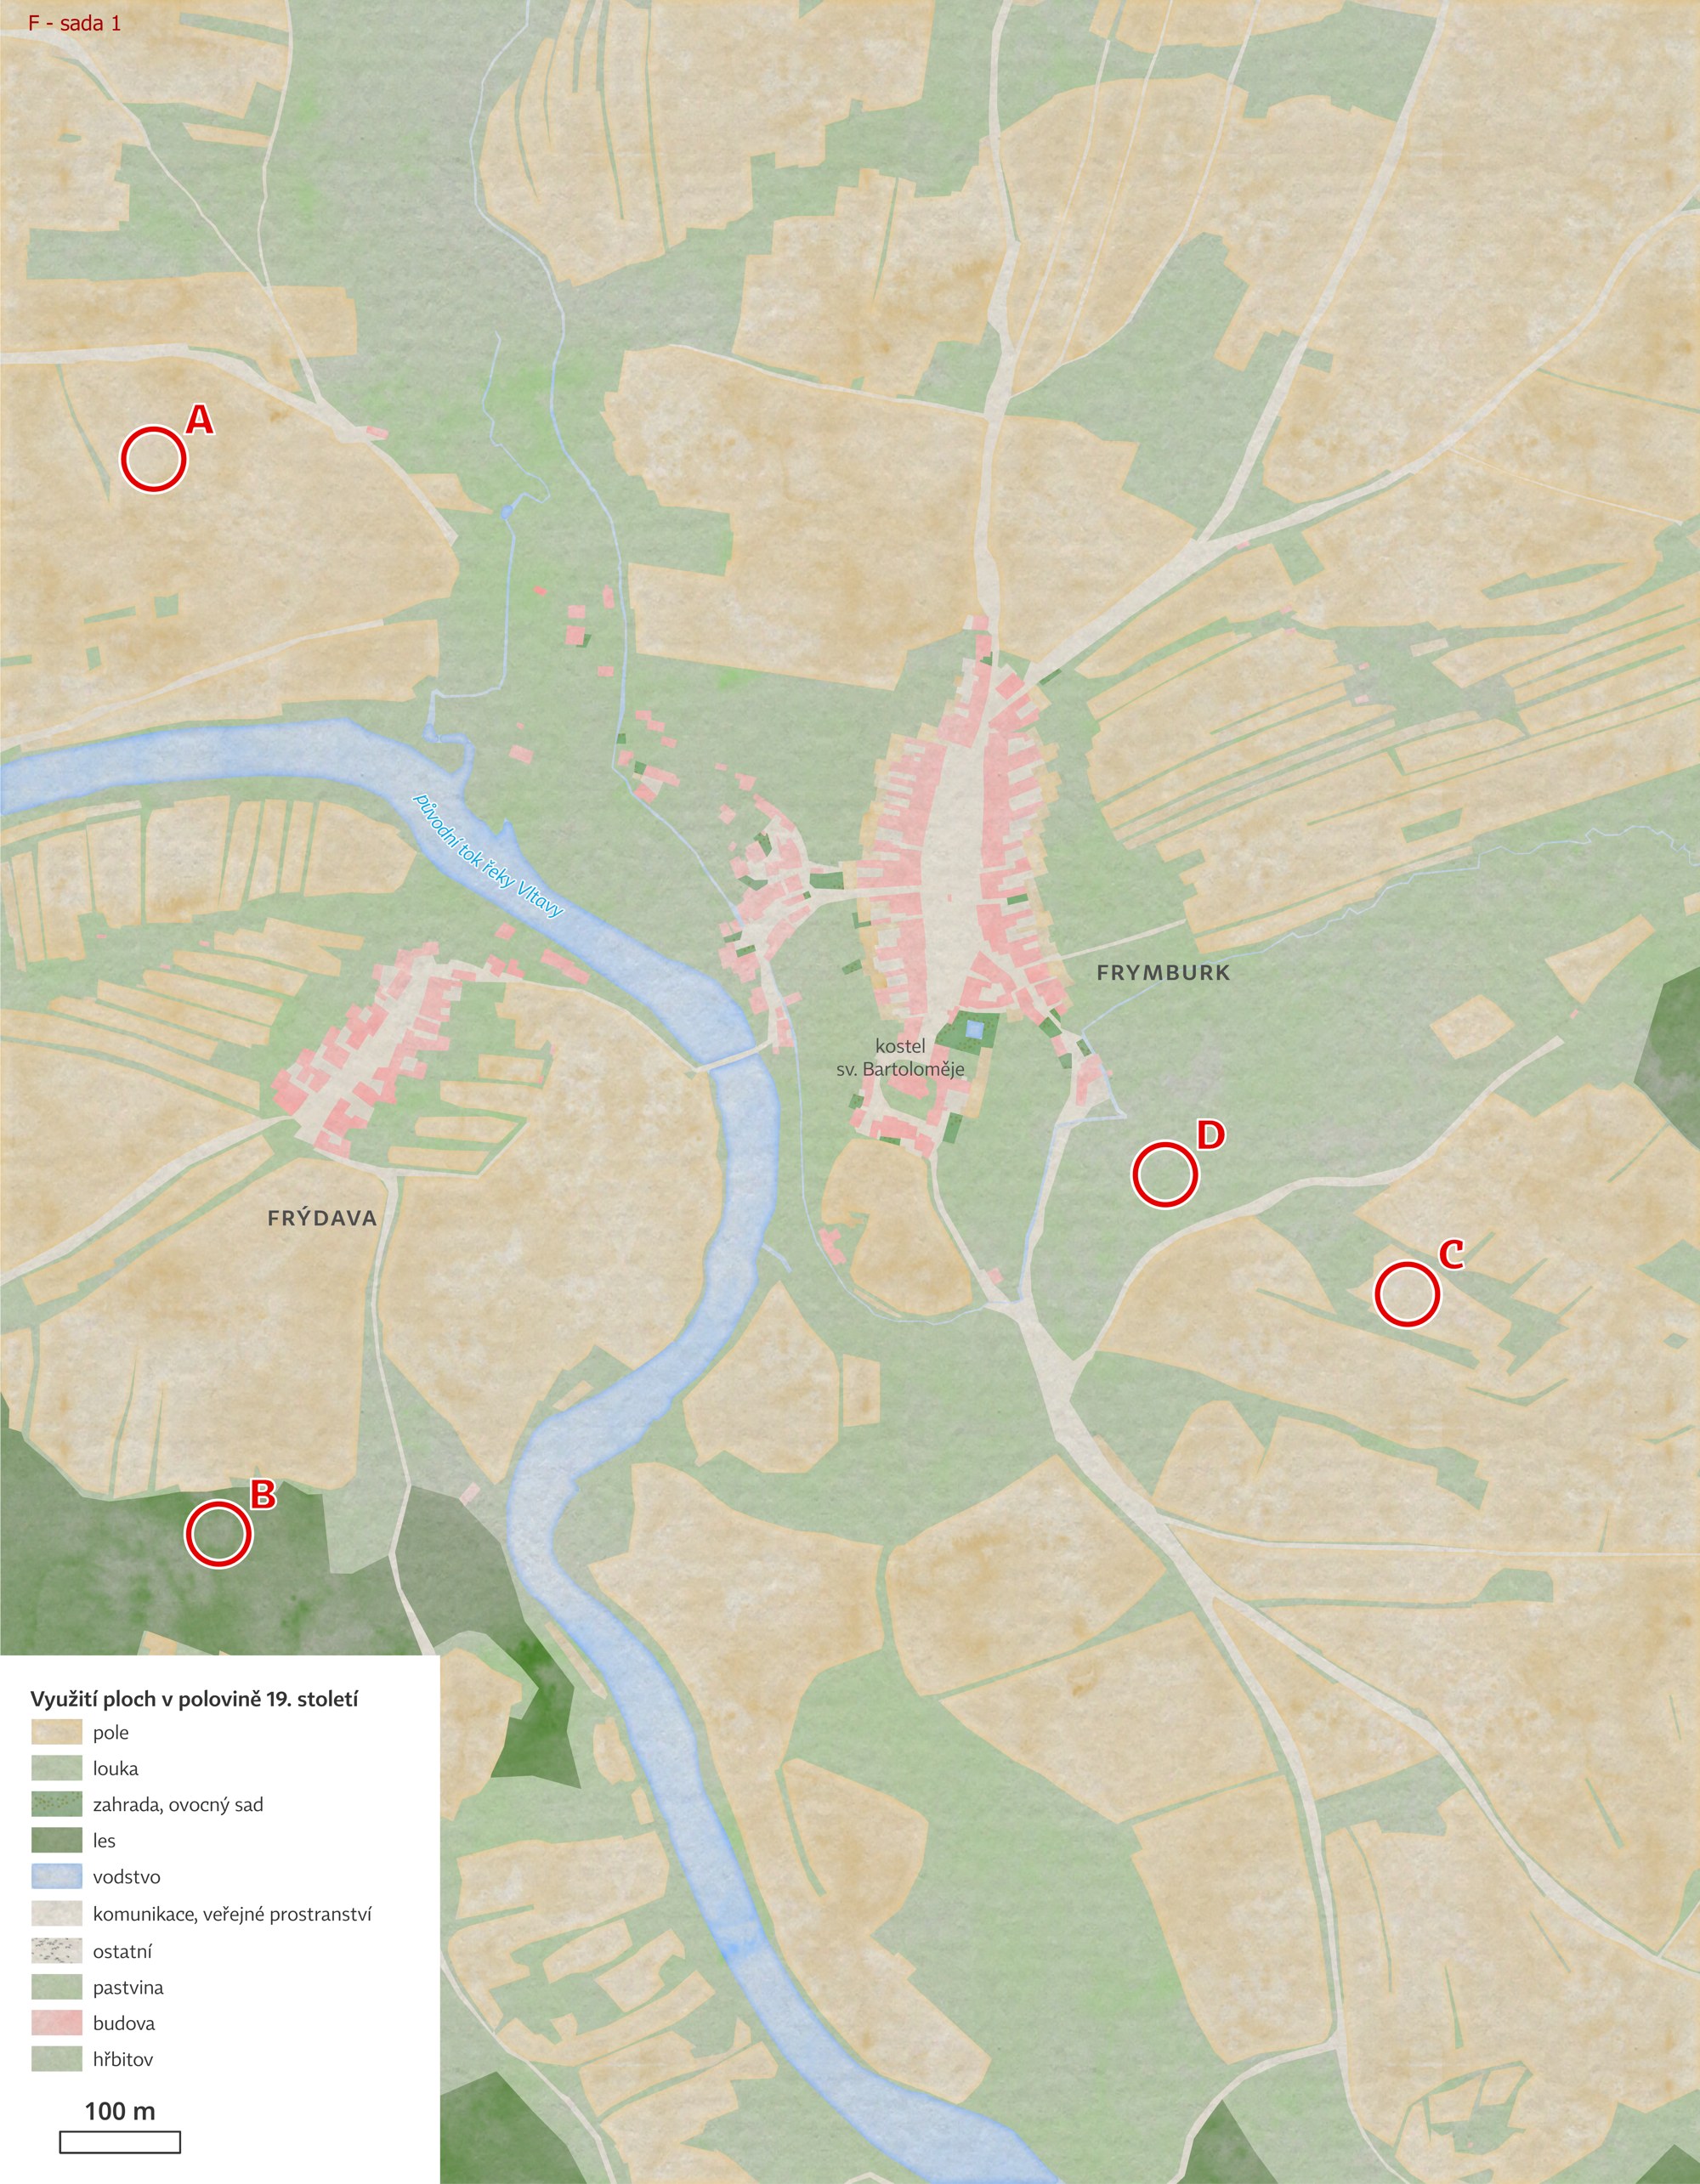 F - sada 1
A
původní tok řeky Vltavy
FRYMBURK
kostel
sv. Bartoloměje
D
FRÝDAVA
C
B
Využití ploch v polovině 19. století
pole
louka
zahrada, ovocný sad
les
vodstvo
komunikace, veřejné prostranství
ostatní
pastvina
budova
hřbitov
100 m